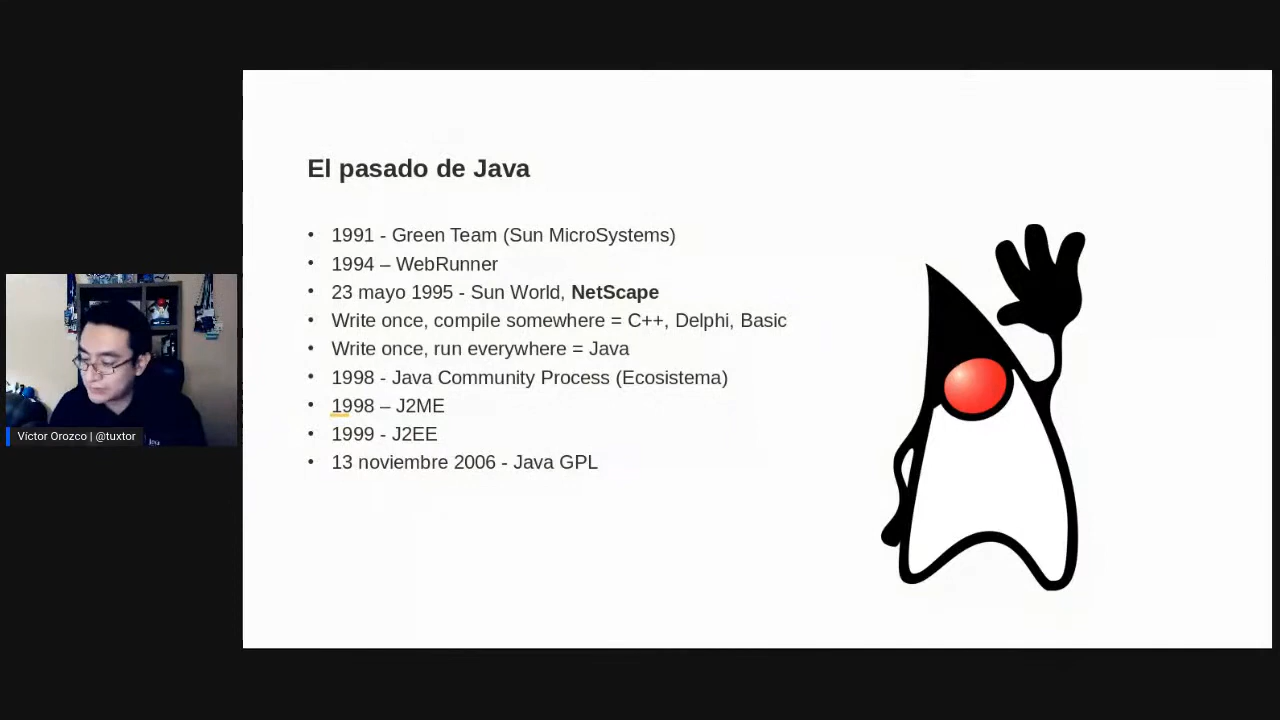 El pasado de Java
• 1991 - Green Team (Sun MicroSystems)
• 1994 – WebRunner
• 23 mayo 1995 - Sun World, NetScape
• Write once, compile somewhere = C++, Delphi, Basic
• Write once, run everywhere = Java
• 1998 - Java Community Process (Ecosistema)
• 1998 – J2ME
• 1999 - J2EE
• 13 noviembre 2006 - Java GPL
Víctor Orozco | @tuxtor